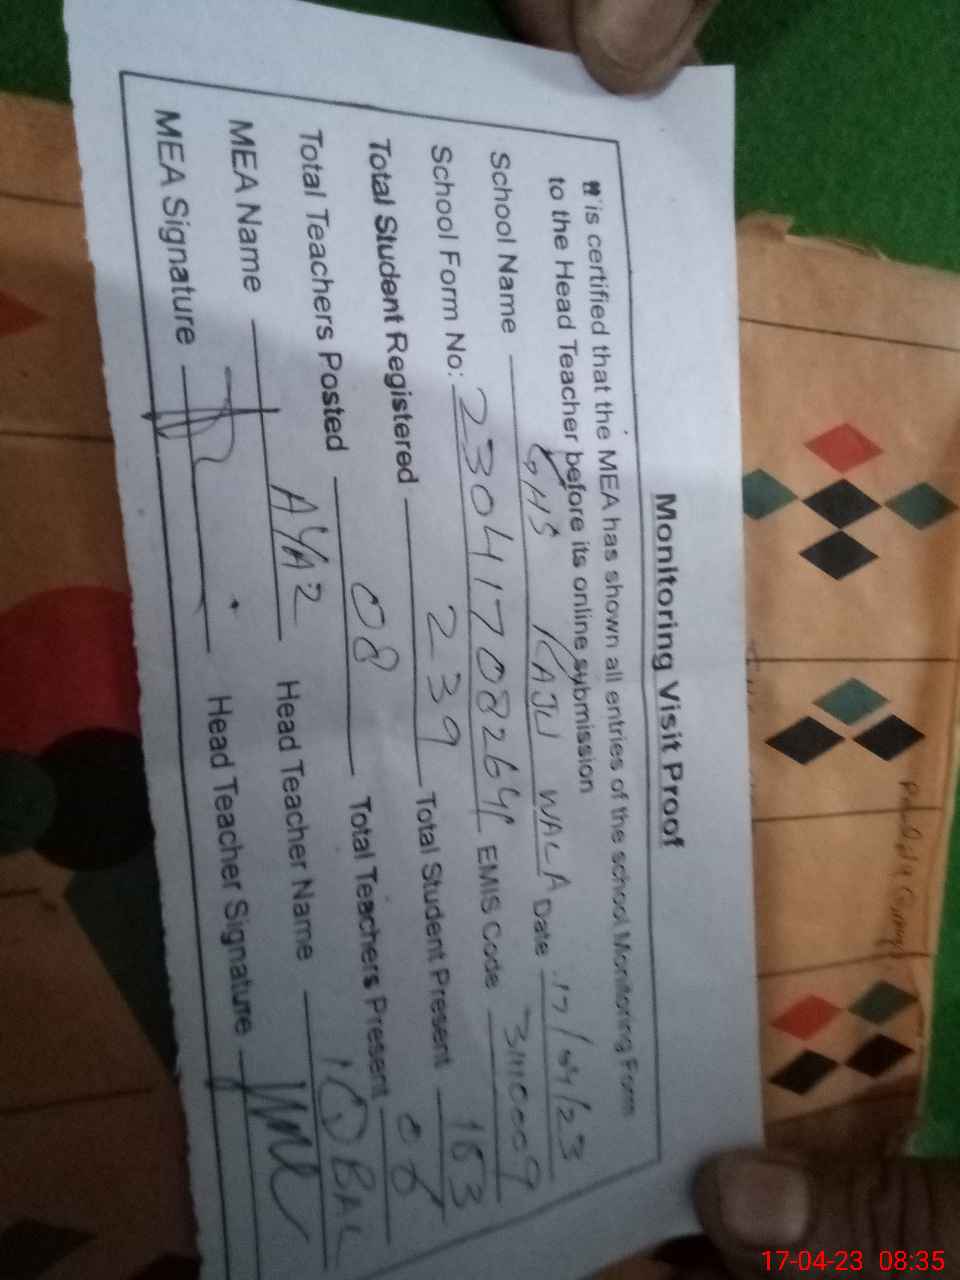 Monitoring Visit Proof
It is certified that the MEA has shown all entries of the school Monitoring Form
to the Head Teacher before its online submission
School Name GHS RAJU WALA Date 17/04/23
School Form No: 23041708264 EMIS Code 31110009
Total Student Registered 239 Total Student Present 163
Total Teachers Posted 08 Total Teachers Present 08
MEA Name AYAZ Head Teacher Name IQBAL
MEA Signature Head Teacher Signature
17-04-23 08:35